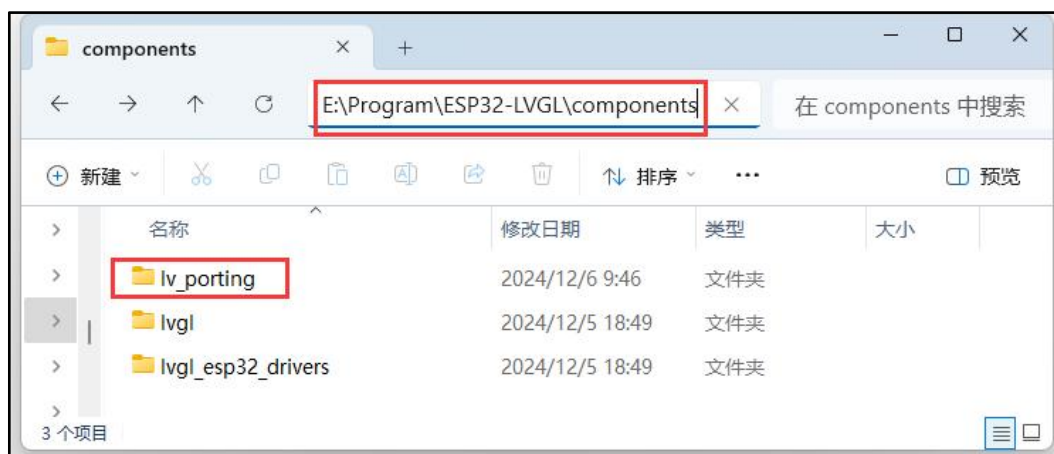 components
E:\Program\ESP32-LVGL\components 在 components 中搜索
新建 排序 ... 预览
名称 修改日期 类型 大小
lv_porting 2024/12/6 9:46 文件夹
lvgl 2024/12/5 18:49 文件夹
lvgl_esp32_drivers 2024/12/5 18:49 文件夹
3 个项目